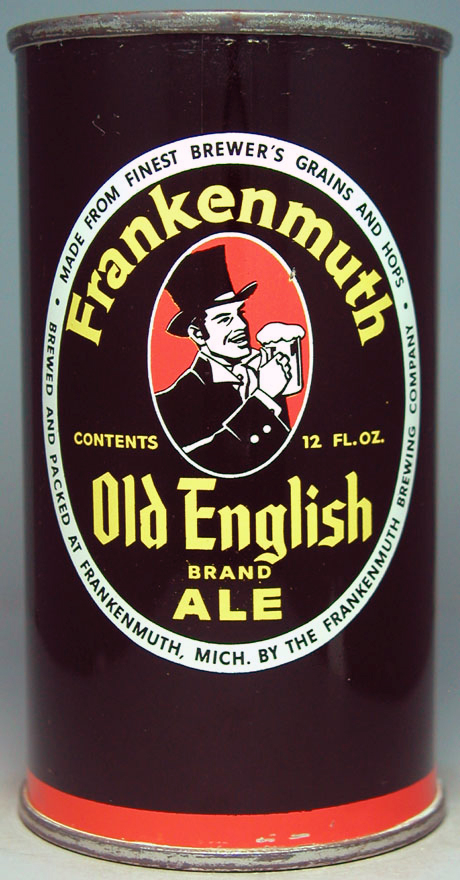 • MADE FROM FINEST BREWER'S GRAINS AND HOPS •
Frankenmuth
CONTENTS 12 FL.OZ.
Old English
BRAND
ALE
BREWED AND PACKED AT FRANKENMUTH, MICH. BY THE FRANKENMUTH BREWING COMPANY